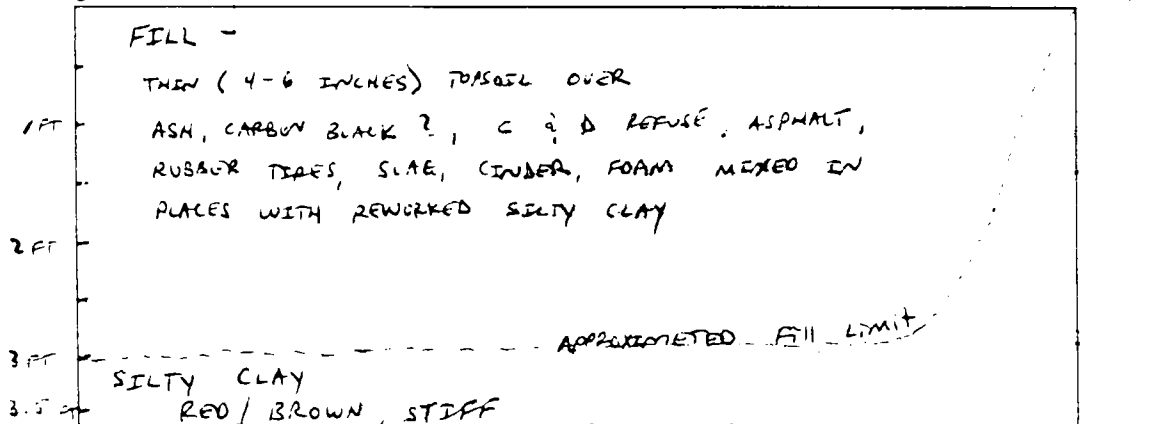 FILL -
THIN (4-6 INCHES) TOPSOIL OVER
1 FT
ASH, CARBON BLACK ?, C & D REFUSE, ASPHALT,
RUBBER TIRES, SLAG, CINDER, FOAM MIXED IN
PLACES WITH REWORKED SILTY CLAY
2 FT
APPROXIMETED Fill Limit
3 FT
SILTY CLAY
3.5 FT
RED/BROWN, STIFF